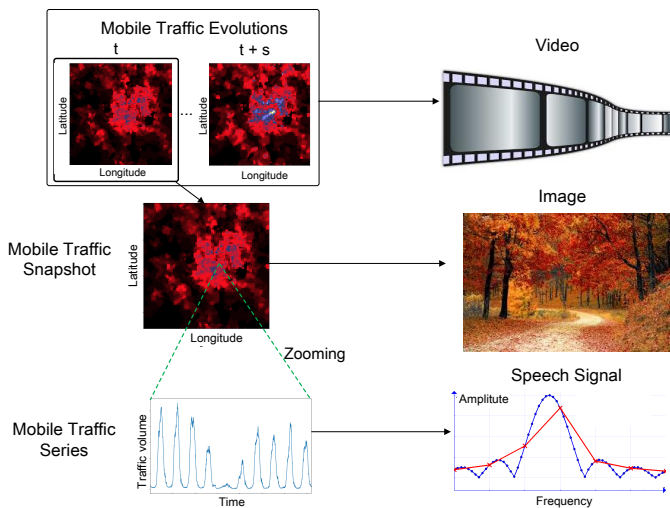 Mobile Traffic Evolutions
t
t + s
Latitude
Longitude
...
Latitude
Longitude
Video
Mobile Traffic
Snapshot
Latitude
Longitude
Image
Zooming
Mobile Traffic
Series
Traffic volume
Time
Speech Signal
Amplitute
Frequency